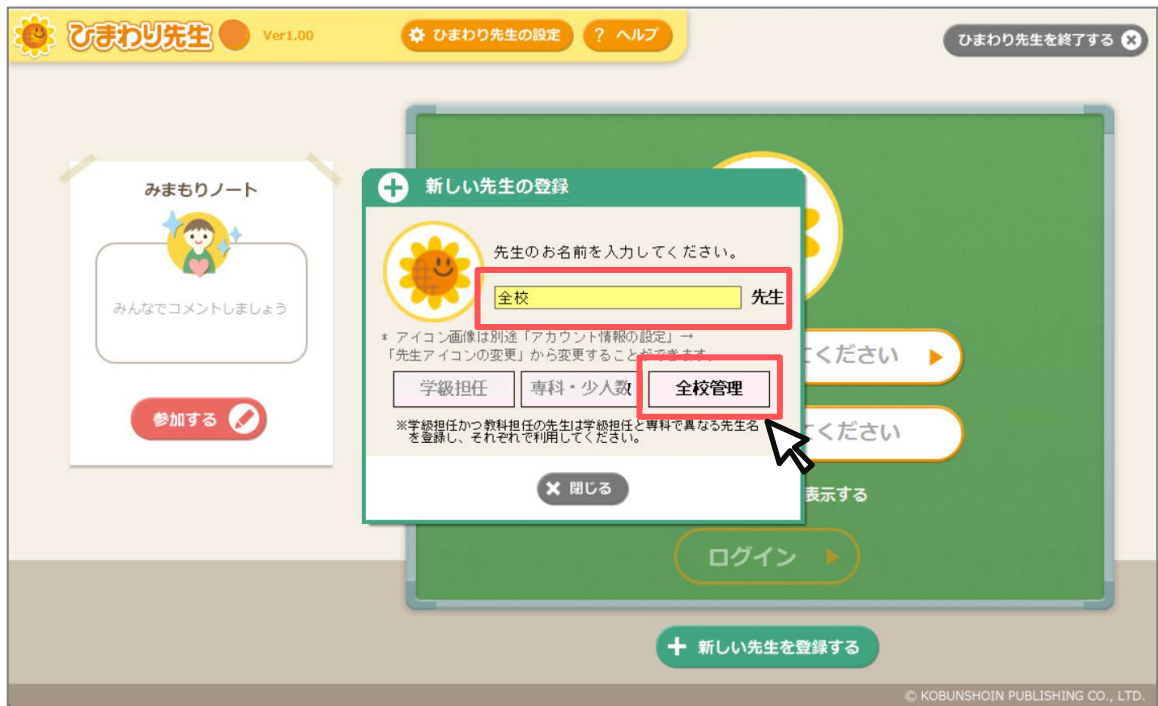 ひまわり先生 Ver1.00
ひまわり先生の設定
? ヘルプ
ひまわり先生を終了する
みまもりノート
みんなでコメントしましょう
参加する
新しい先生の登録
先生のお名前を入力してください。
全校 先生
* アイコン画像は別途「アカウント情報の設定」→
「先生アイコンの変更」から変更することができます。
学級担任 専科・少人数 全校管理
※学級担任かつ教科担任の先生は学級担任と専科で異なる先生名
を登録し、それぞれで利用してください。
閉じる
てください
てください
表示する
ログイン
新しい先生を登録する
© KOBUNSHOIN PUBLISHING CO., LTD.